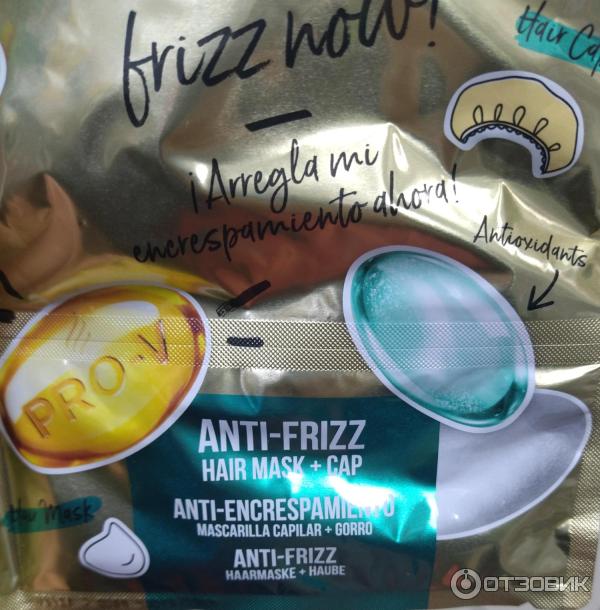 frizz now!
Hair Cap
¡Arregla mi
encrespamiento ahora!
Antioxidants
PRO-V
ANTI-FRIZZ
HAIR MASK + CAP
ANTI-ENCRESPAMIENTO
MASCARILLA CAPILAR + GORRO
Hair Mask
ANTI-FRIZZ
HAARMASKE + HAUBE
ОТЗОВИК